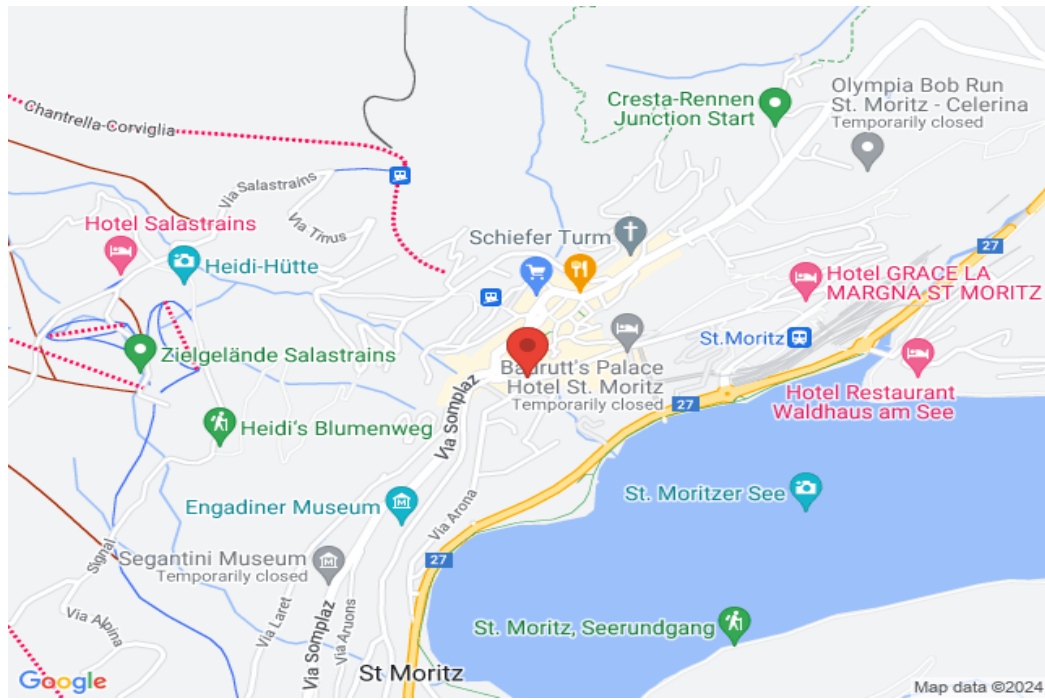 Chantrella-Corviglia
Cresta-Rennen
Junction Start
Olympia Bob Run
St. Moritz - Celerina
Temporarily closed
Via Salastrains
Via Tinus
Hotel Salastrains
Heidi-Hütte
Schiefer Turm
27
Hotel GRACE LA
MARGNA ST MORITZ
St.Moritz
Zielgelände Salastrains
Badrutt's Palace
Hotel St. Moritz
Temporarily closed
27
Hotel Restaurant
Waldhaus am See
Heidi's Blumenweg
Via Somplaz
Engadiner Museum
St. Moritzer See
Via Arona
Signal
Segantini Museum
Temporarily closed
27
Via Alpina
Via Laret
Via Somplaz
Via Aruons
St. Moritz, Seerundgang
St Moritz
Google
Map data ©2024